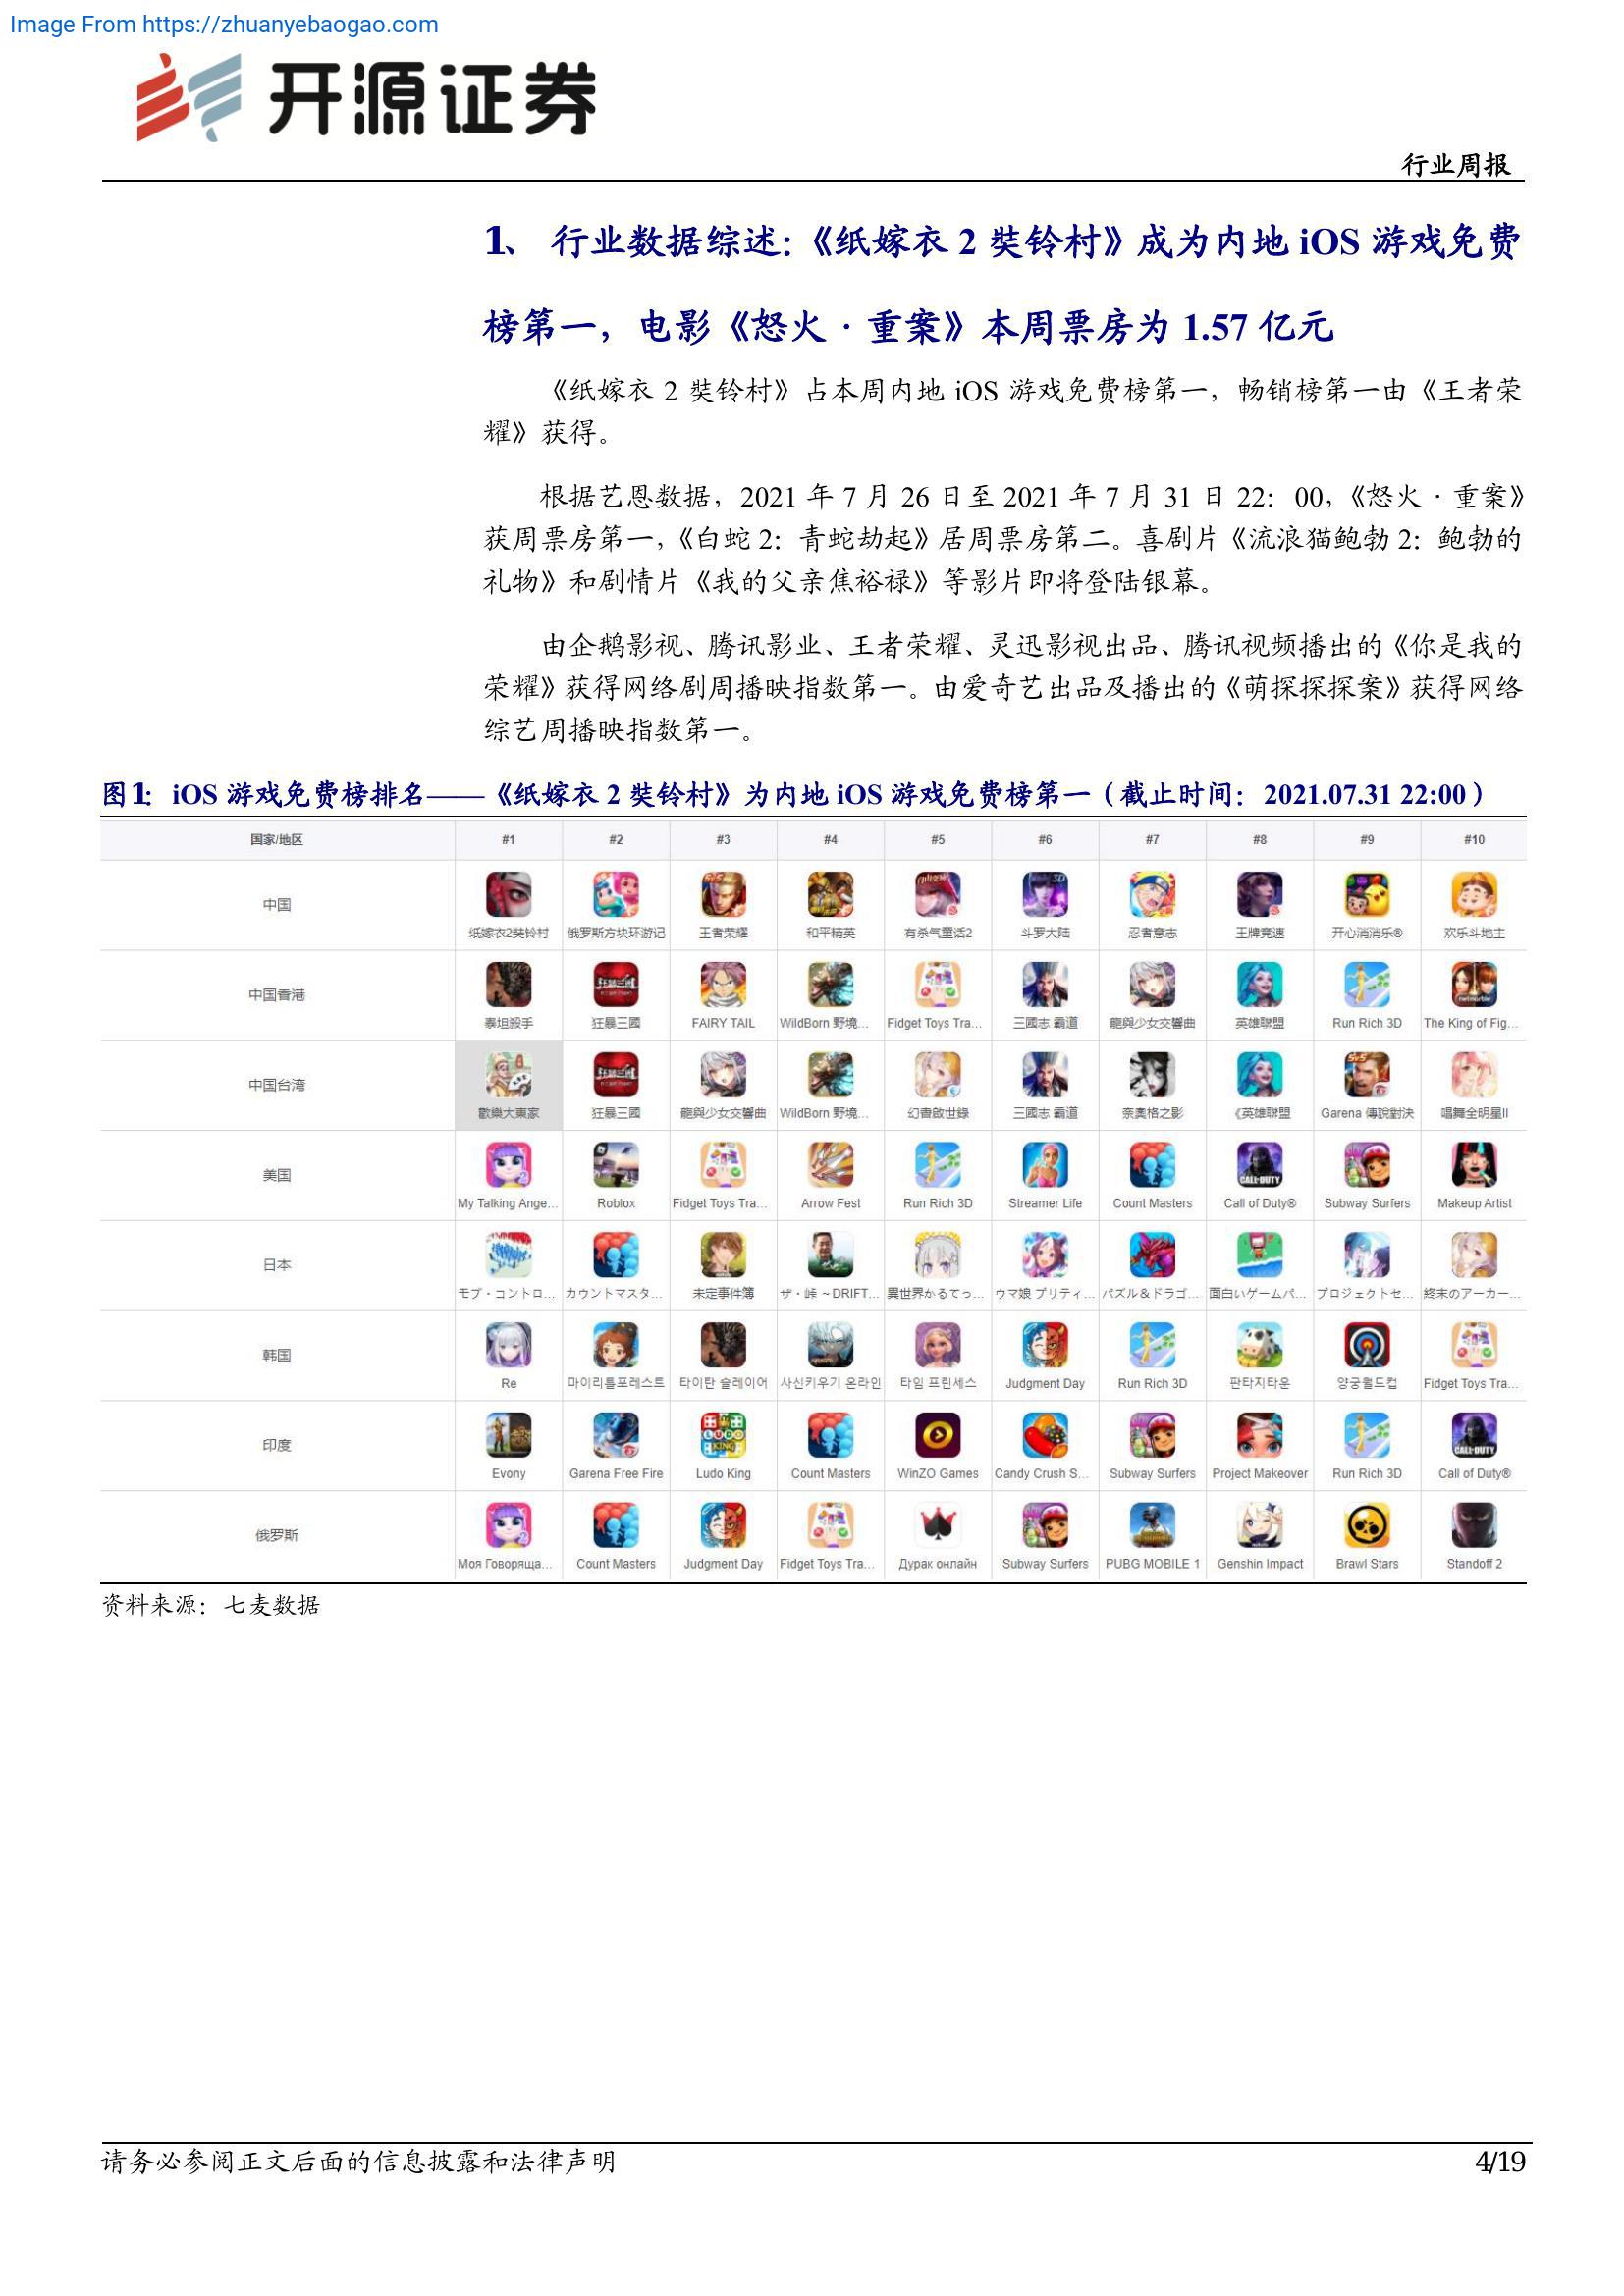 Image From https://zhuanyebaogao.com
开源证券
行业周报
1、 行业数据综述：《纸嫁衣 2 奘铃村》成为内地 iOS 游戏免费
榜第一，电影《怒火·重案》本周票房为 1.57 亿元
《纸嫁衣 2 奘铃村》占本周内地 iOS 游戏免费榜第一，畅销榜第一由《王者荣
耀》获得。
根据艺恩数据，2021 年 7 月 26 日至 2021 年 7 月 31 日 22：00，《怒火·重案》
获周票房第一，《白蛇 2：青蛇劫起》居周票房第二。喜剧片《流浪猫鲍勃 2：鲍勃的
礼物》和剧情片《我的父亲焦裕禄》等影片即将登陆银幕。
由企鹅影视、腾讯影业、王者荣耀、灵迅影视出品、腾讯视频播出的《你是我的
荣耀》获得网络剧周播映指数第一。由爱奇艺出品及播出的《萌探探探案》获得网络
综艺周播映指数第一。
图1：iOS 游戏免费榜排名——《纸嫁衣 2 奘铃村》为内地 iOS 游戏免费榜第一（截止时间：2021.07.31 22:00）
国家/地区 #1 #2 #3 #4 #5 #6 #7 #8 #9 #10
中国 纸嫁衣2奘铃村 俄罗斯方块环游记 王者荣耀 和平精英 有杀气童话2 斗罗大陆 忍者意志 王牌竞速 开心消消乐® 欢乐斗地主
中国香港 泰坦殺手 狂暴三國 FAIRY TAIL WildBorn 野境... Fidget Toys Tra... 三國志 霸道 龍與少女交響曲 英雄聯盟 Run Rich 3D The King of Fig...
中国台湾 歡樂大東家 狂暴三國 龍與少女交響曲 WildBorn 野境... 幻書啟世錄 三國志 霸道 奈奧格之影 《英雄聯盟 Garena 傳說對決 唱舞全明星II
美国 My Talking Ange... Roblox Fidget Toys Tra... Arrow Fest Run Rich 3D Streamer Life Count Masters Call of Duty® Subway Surfers Makeup Artist
日本 モブ・コントロ... カウントマスタ... 未定事件簿 ザ・峠 ~DRIFT... 異世界かるてっ... ウマ娘 プリティ... パズル＆ドラゴ... 面白いゲームパ... プロジェクトセ... 終末のアーカー...
韩国 Re 마이리틀포레스트 타이탄 슬레이어 사신키우기 온라인 타임 프린세스 Judgment Day Run Rich 3D 판타지타운 양궁월드컵 Fidget Toys Tra...
印度 Evony Garena Free Fire Ludo King Count Masters WinZO Games Candy Crush S... Subway Surfers Project Makeover Run Rich 3D Call of Duty®
俄罗斯 Моя Говоряща... Count Masters Judgment Day Fidget Toys Tra... Дурак онлайн Subway Surfers PUBG MOBILE 1 Genshin Impact Brawl Stars Standoff 2
资料来源：七麦数据
请务必参阅正文后面的信息披露和法律声明
4/19